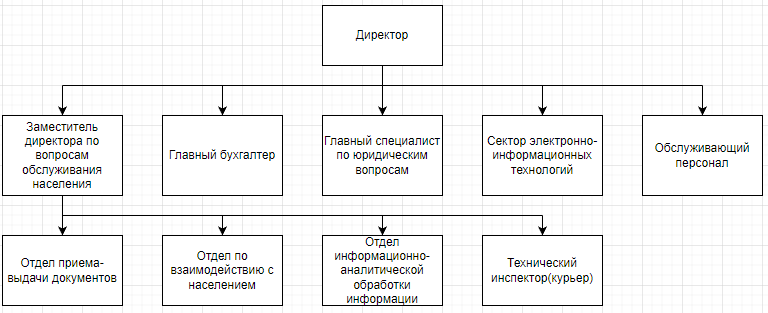 Директор
Заместитель
директора по
вопросам
обслуживания
населения
Главный бухгалтер
Главный специалист
по юридическим
вопросам
Сектор электронно-
информационных
технологий
Обслуживающий
персонал
Отдел приема-
выдачи документов
Отдел по
взаимодействию с
населением
Отдел
информационно-
аналитической
обработки
информации
Технический
инспектор(курьер)